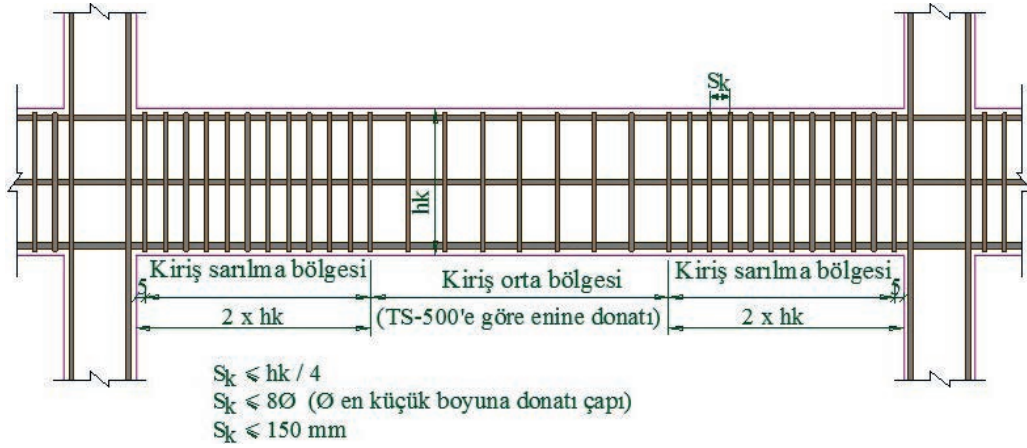 Sk
hk
Kiriş sarılma bölgesi
Kiriş orta bölgesi
Kiriş sarılma bölgesi
5
5
2 x hk
(TS-500'e göre enine donatı)
2 x hk
Sk ⩽ hk / 4
Sk ⩽ 8Ø (Ø en küçük boyuna donatı çapı)
Sk ⩽ 150 mm